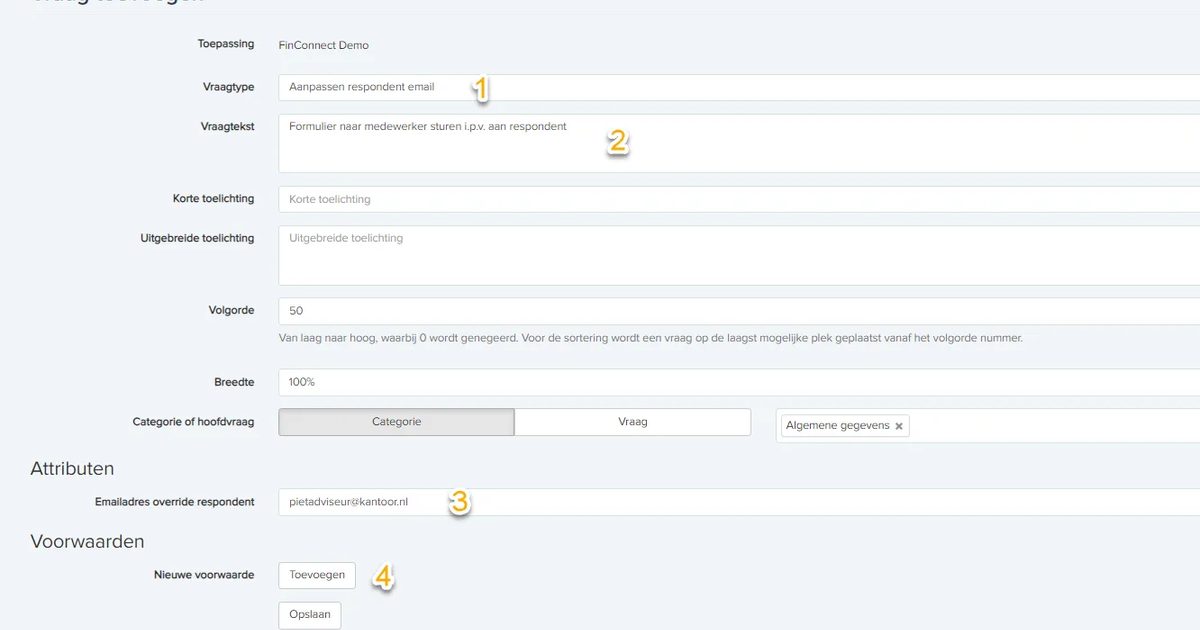 Vraag toevoegen
Toepassing FinConnect Demo
Vraagtype Aanpassen respondent email 1
Vraagtekst Formulier naar medewerker sturen i.p.v. aan respondent 2
Korte toelichting Korte toelichting
Uitgebreide toelichting Uitgebreide toelichting
Volgorde 50
Van laag naar hoog, waarbij 0 wordt genegeerd. Voor de sortering wordt een vraag op de laagst mogelijke plek geplaatst vanaf het volgorde nummer.
Breedte 100%
Categorie of hoofdvraag Categorie Vraag Algemene gegevens ×
Attributen
Emailadres override respondent pietadviseur@kantoor.nl 3
Voorwaarden
Nieuwe voorwaarde Toevoegen 4
Opslaan